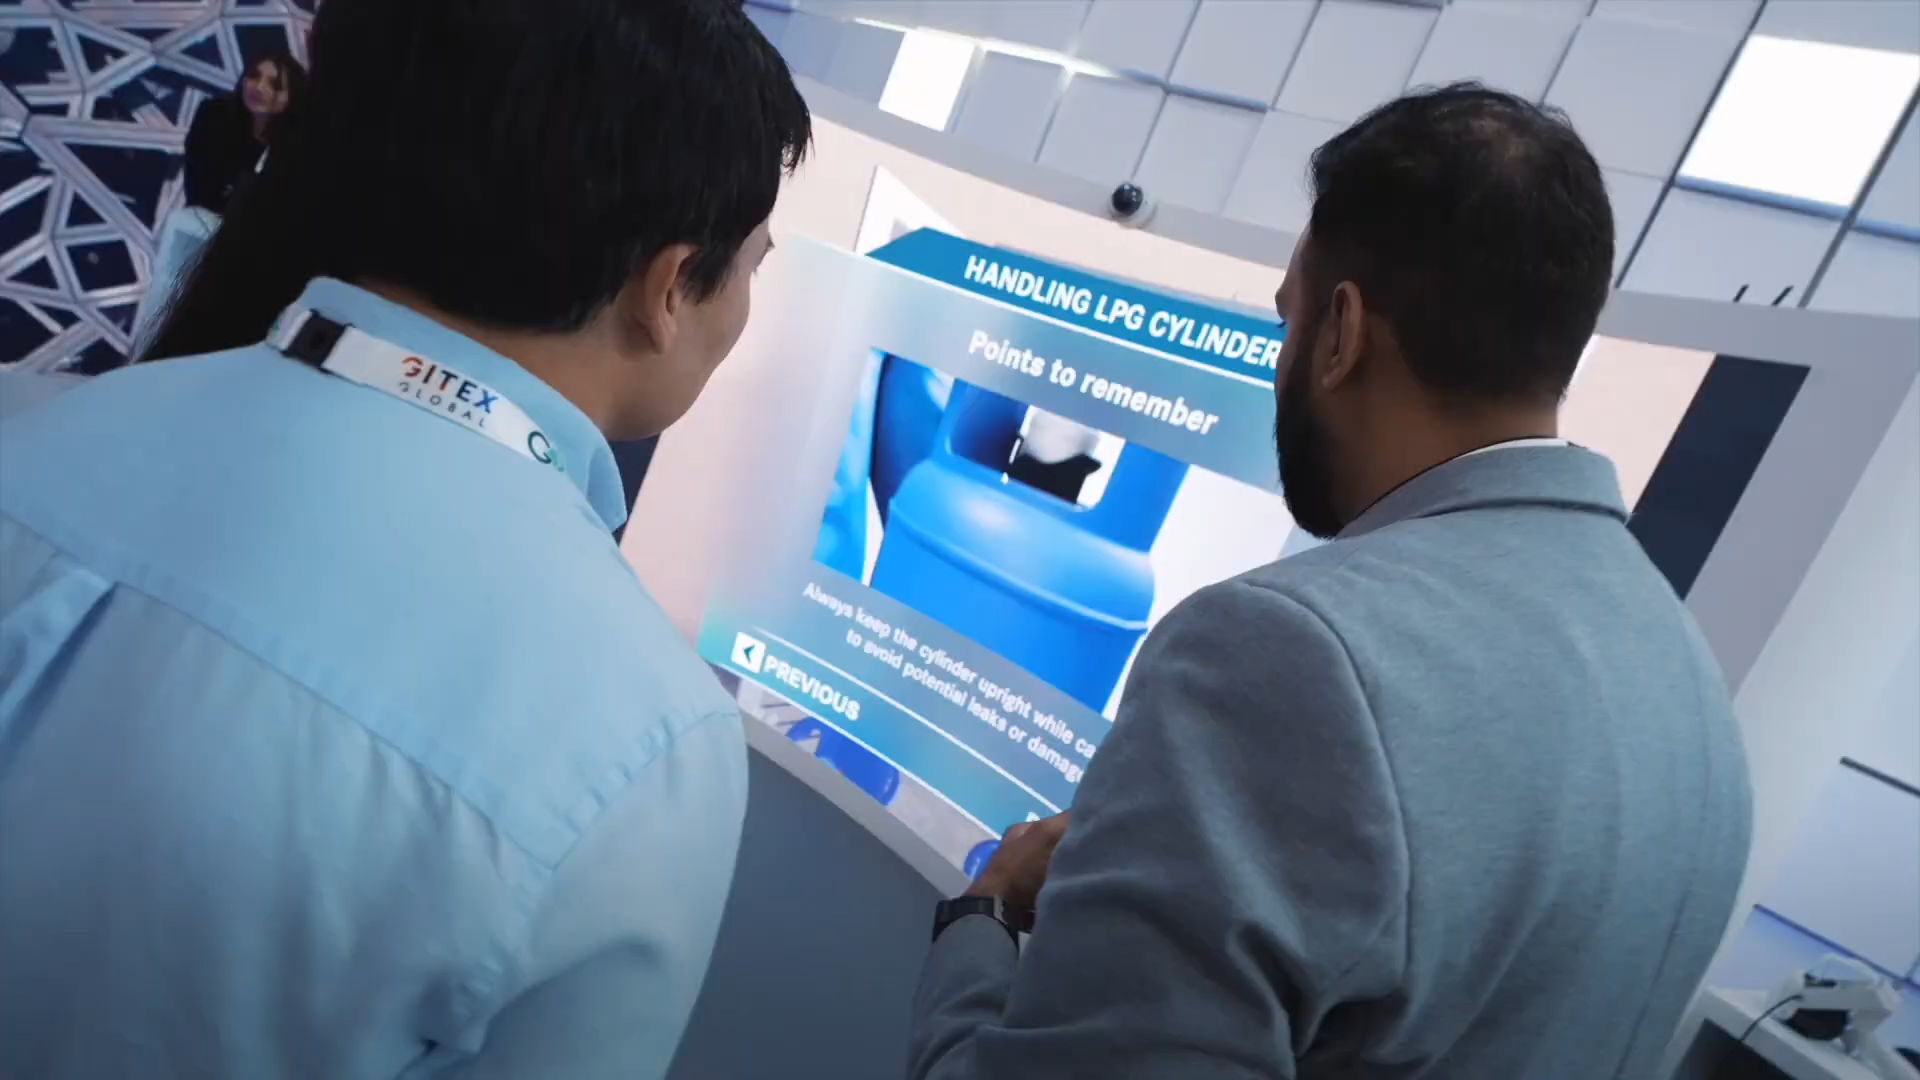 GITEX
GLOBAL
HANDLING LPG CYLINDER
Points to remember
Always keep the cylinder upright while
to avoid potential leaks or damage
PREVIOUS